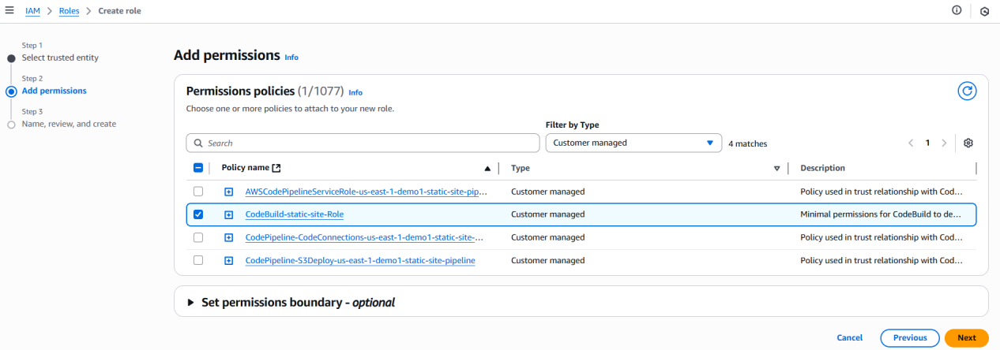 IAM > Roles > Create role
Step 1
Select trusted entity
Step 2
Add permissions
Step 3
Name, review, and create
Add permissions Info
Permissions policies (1/1077) Info
Choose one or more policies to attach to your new role.
Filter by Type
Search
Customer managed
4 matches
1
Policy name
Type
Description
AWSCodePipelineServiceRole-us-east-1-demo1-static-site-pip... Customer managed Policy used in trust relationship with Cod...
CodeBuild-static-site-Role Customer managed Minimal permissions for CodeBuild to de...
CodePipeline-CodeConnections-us-east-1-demo1-static-site-... Customer managed Policy used in trust relationship with Cod...
CodePipeline-S3Deploy-us-east-1-demo1-static-site-pipeline Customer managed Policy used in trust relationship with Cod...
Set permissions boundary - optional
Cancel Previous Next